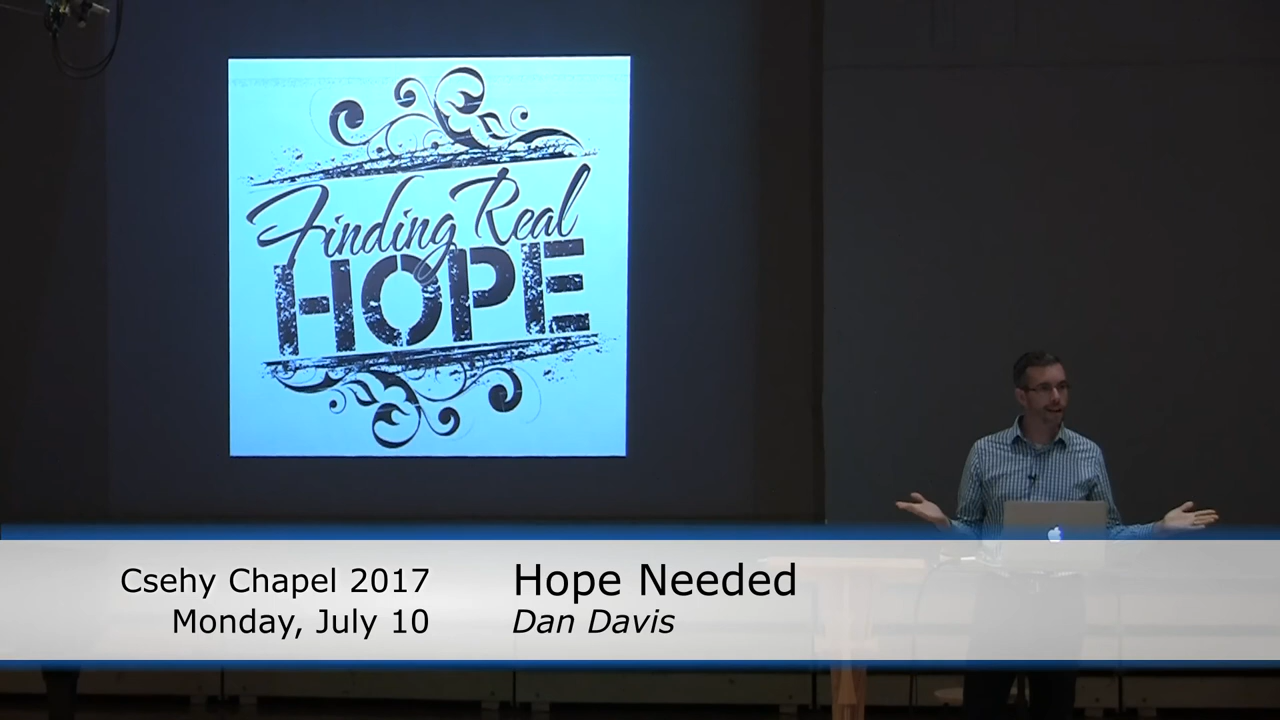 Finding Real
HOPE
Csehy Chapel 2017
Monday, July 10
Hope Needed
Dan Davis